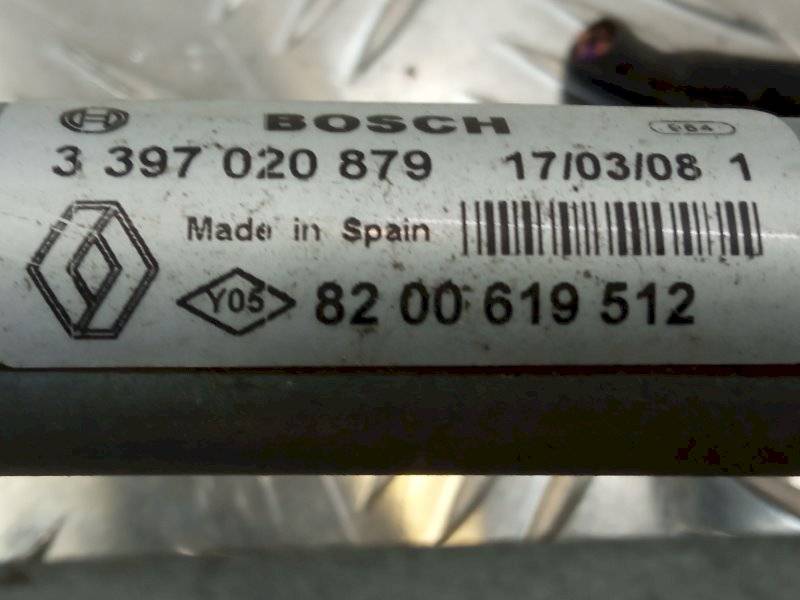 BOSCH
3 397 020 879 17/03/08 1
Made in Spain
Y05 82 00 619 512